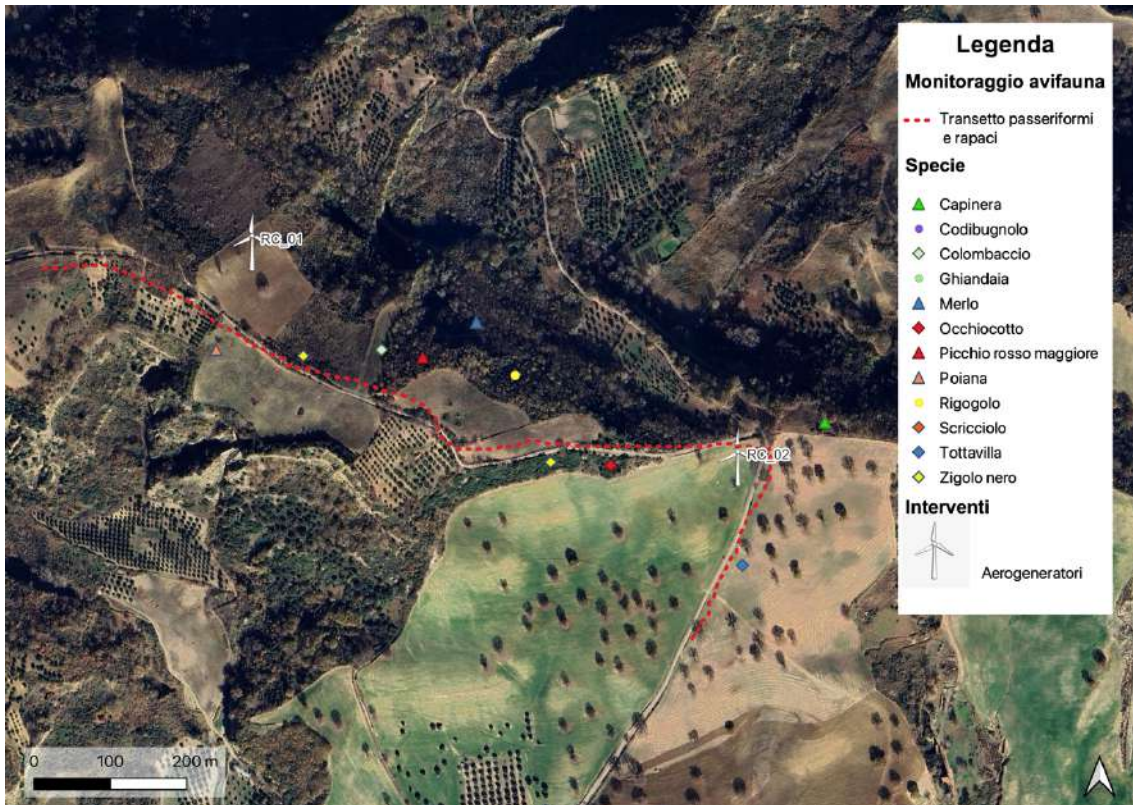 Legenda
Monitoraggio avifauna
Transetto passeriformi
e rapaci
Specie
Capinera
Codibugnolo
Colombaccio
Ghiandaia
Merlo
Occhiocotto
Picchio rosso maggiore
Poiana
Rigogolo
Scricciolo
Tottavilla
Zigolo nero
Interventi
Aerogeneratori
RC_01
RC_02
0 100 200 m